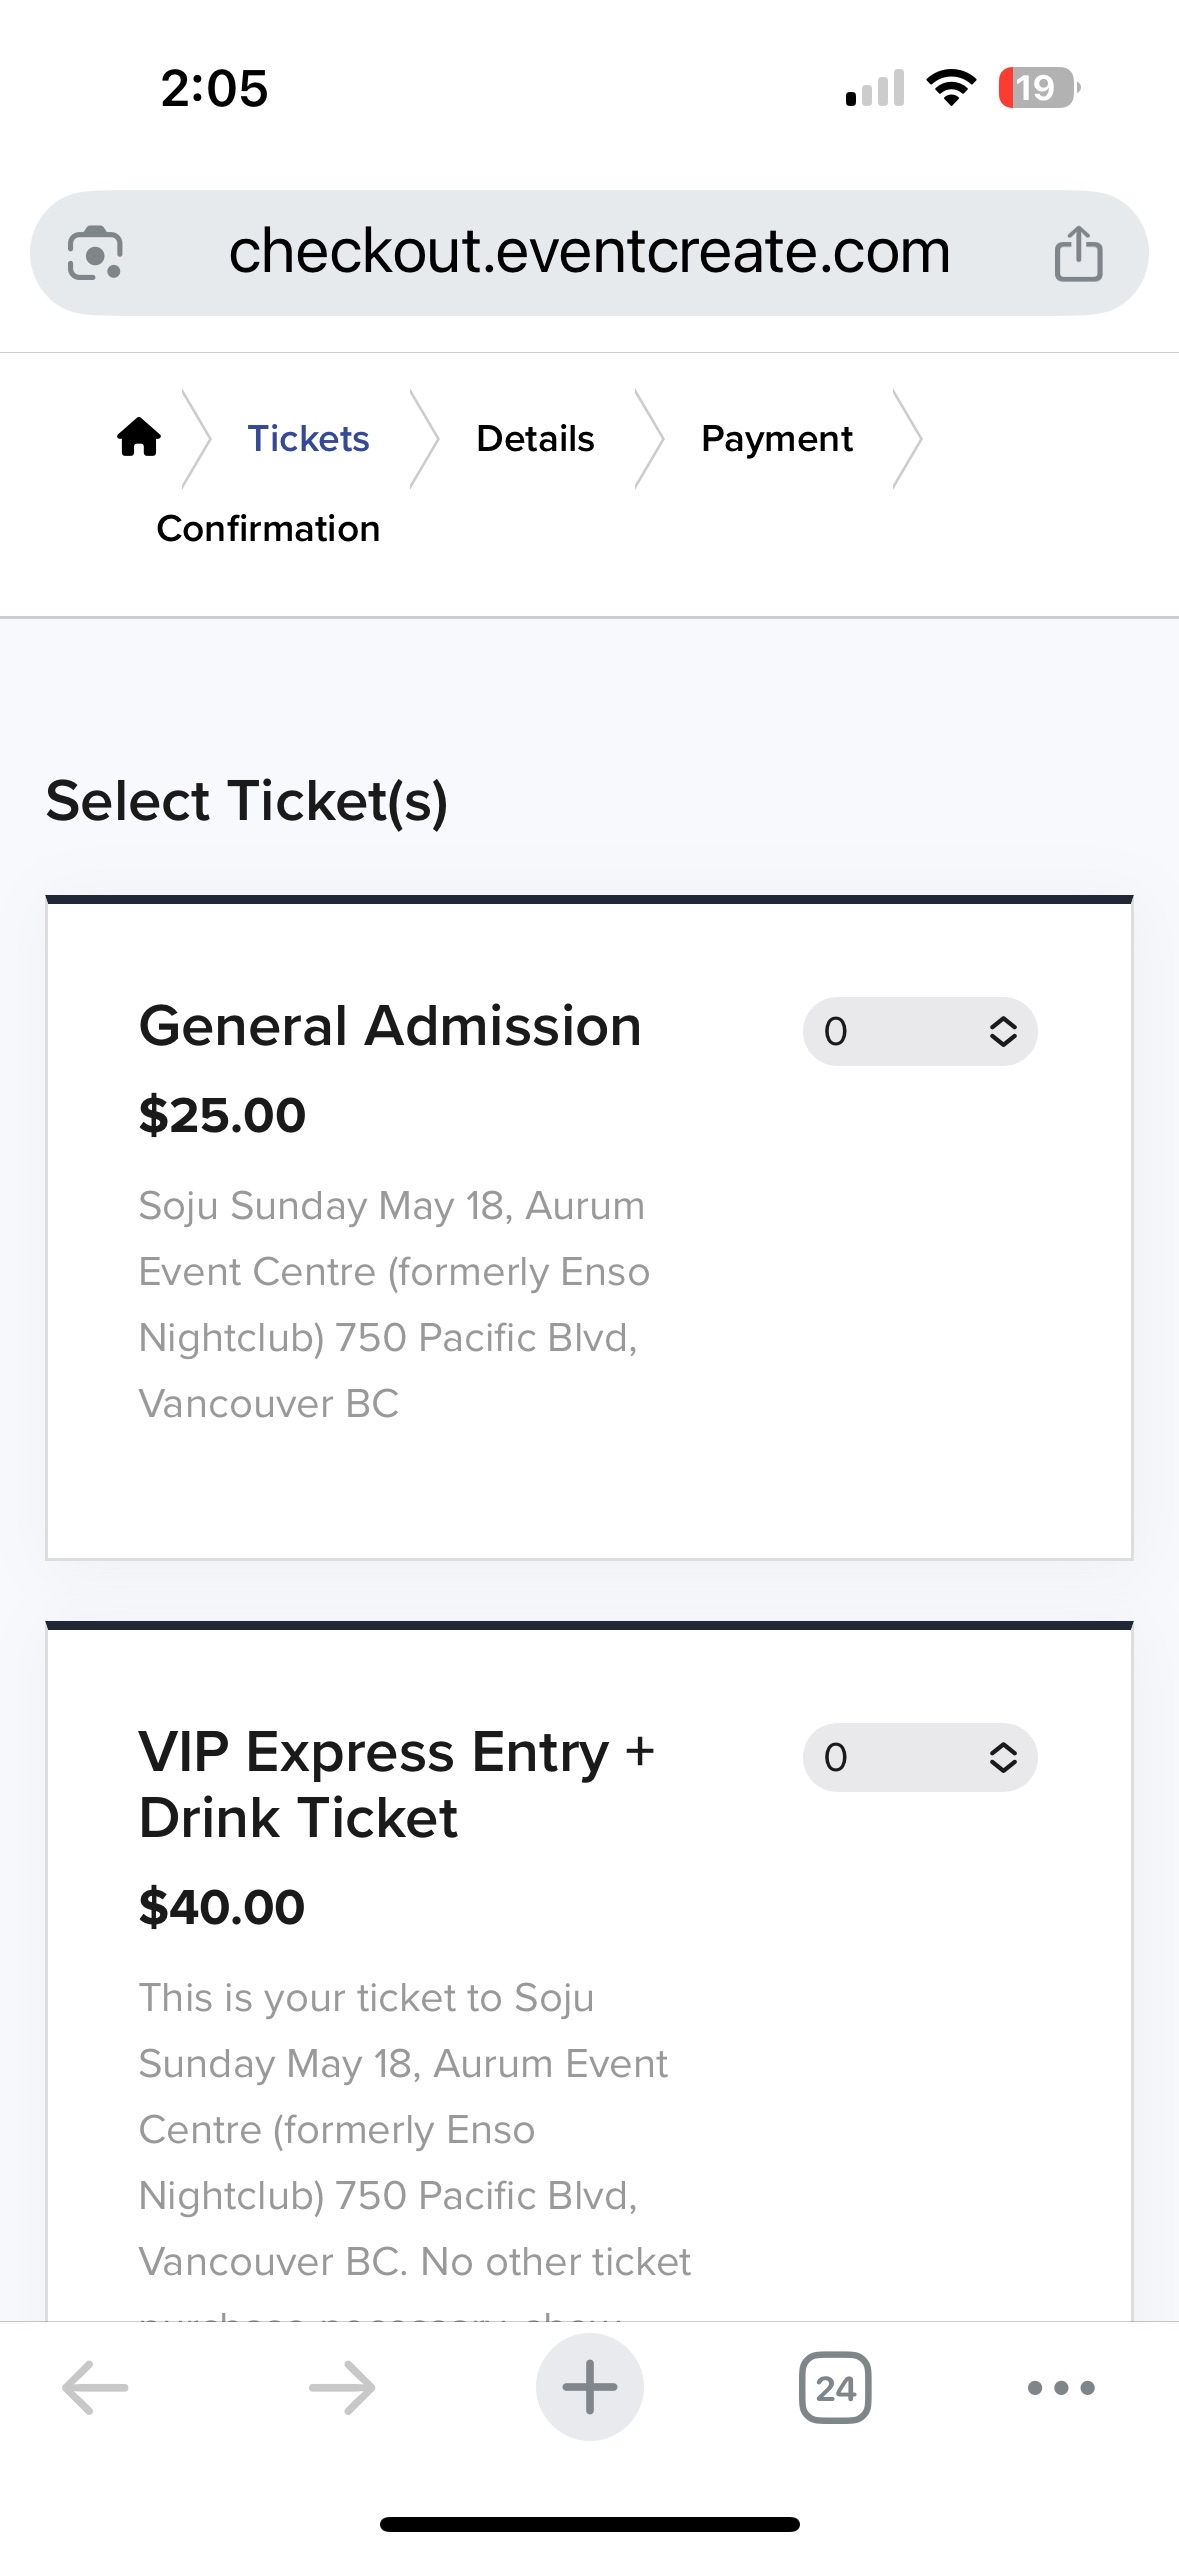 2:05
19
checkout.eventcreate.com
Tickets
Details
Payment
Confirmation
Select Ticket(s)
General Admission
0
$25.00
Soju Sunday May 18, Aurum
Event Centre (formerly Enso
Nightclub) 750 Pacific Blvd,
Vancouver BC
VIP Express Entry +
0
Drink Ticket
$40.00
This is your ticket to Soju
Sunday May 18, Aurum Event
Centre (formerly Enso
Nightclub) 750 Pacific Blvd,
Vancouver BC. No other ticket
24